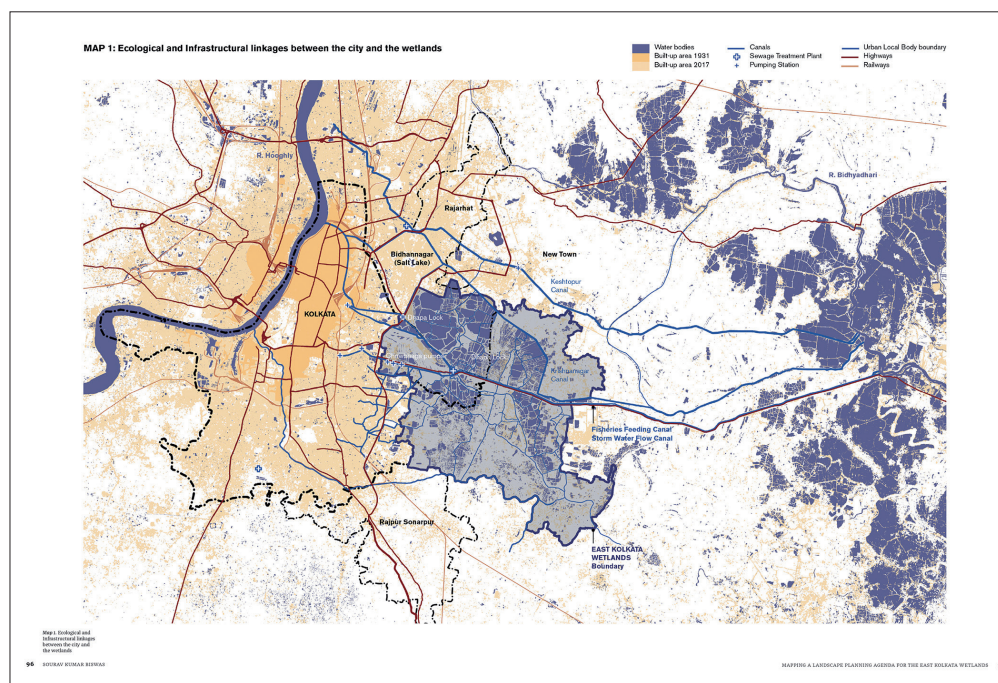 MAP 1: Ecological and Infrastructural linkages between the city and the wetlands
Water bodies
Built-up area 1931
Built-up area 2017
Canals
Sewage Treatment Plant
Pumping Station
Urban Local Body boundary
Highways
Railways
R. Hooghly
R. Bidhyadhari
Rajarhat
Bidhannagar
(Salt Lake)
New Town
Keshtopur
Canal
KOLKATA
Dhapa Lock
Krishnanagar
Canal
Fisheries Feeding Canal
Storm Water Flow Canal
Rajpur Sonarpur
EAST KOLKATA
WETLANDS
Boundary
Map 1. Ecological and
Infrastructural linkages
between the city and
the wetlands
96 SOURAV KUMAR BISWAS
MAPPING A LANDSCAPE PLANNING AGENDA FOR THE EAST KOLKATA WETLANDS